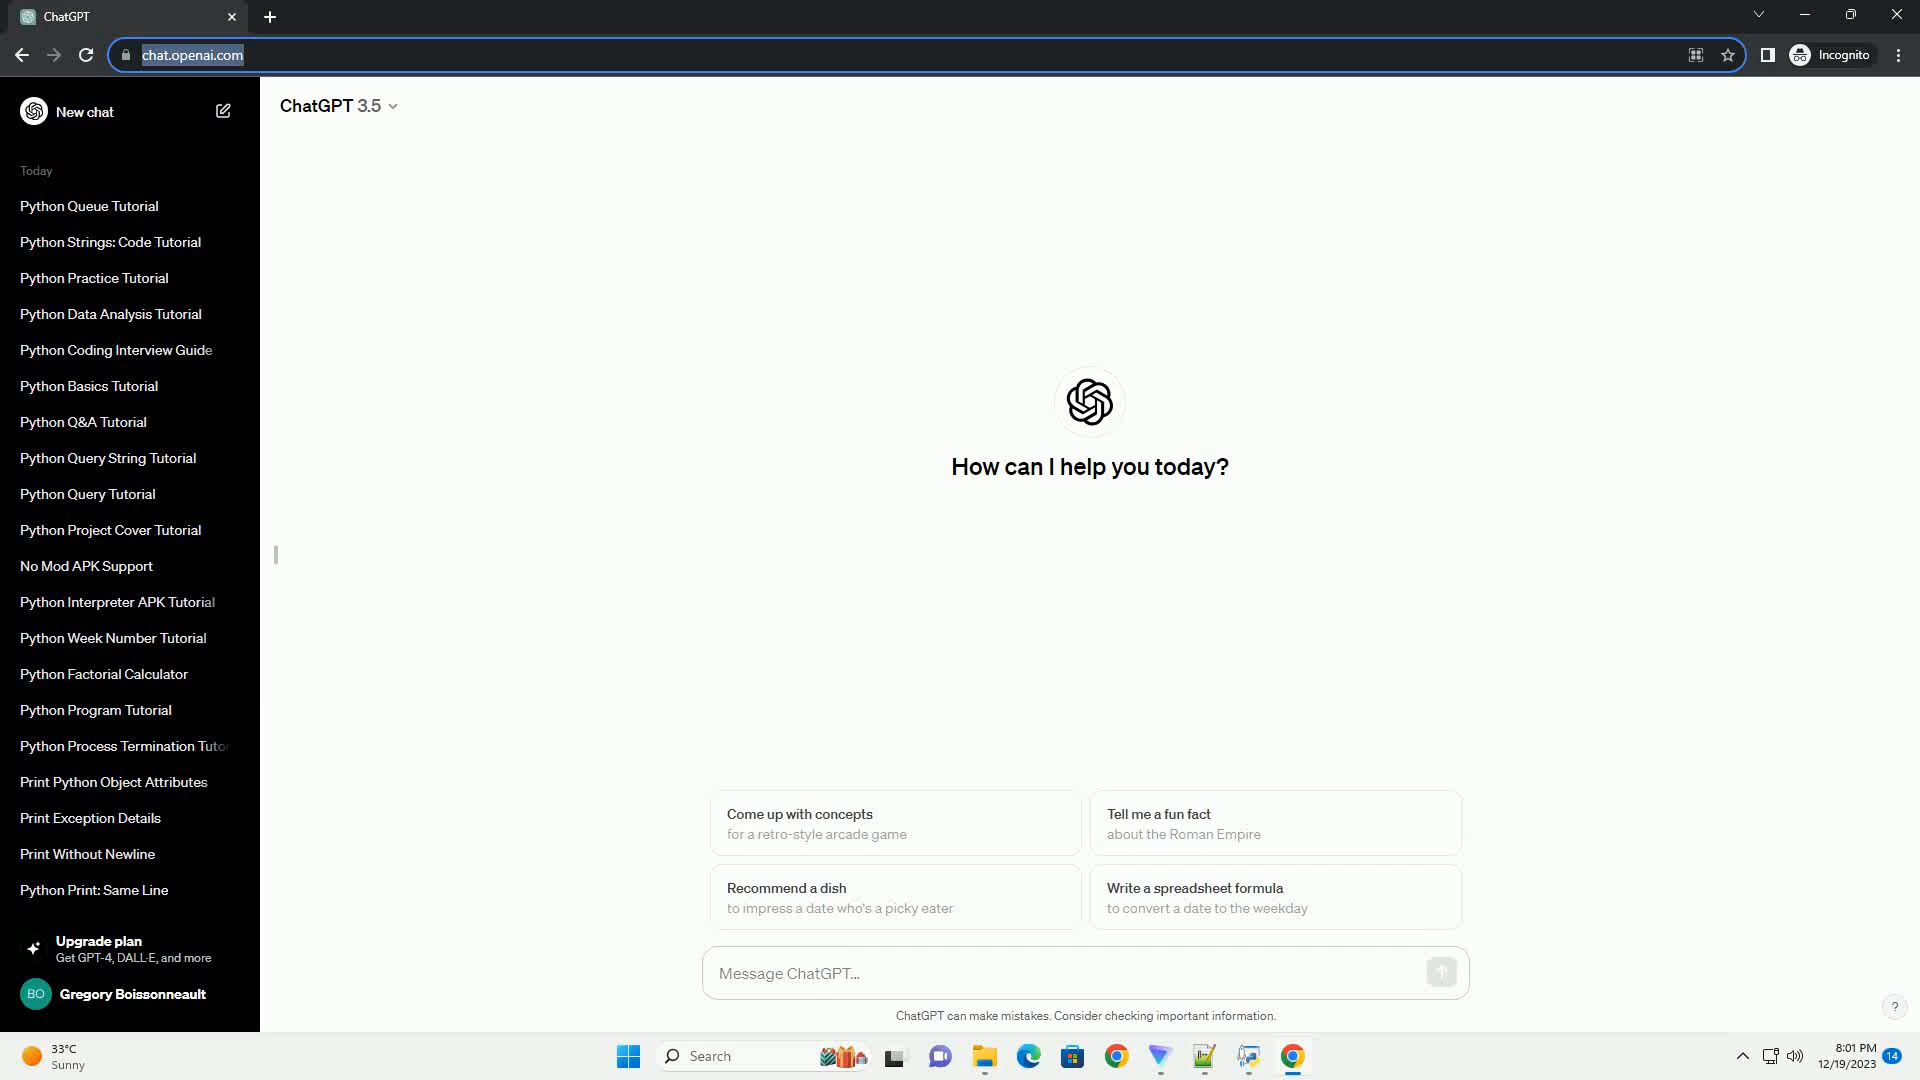 ChatGPT
chat.openai.com
Incognito
New chat
Today
Python Queue Tutorial
Python Strings: Code Tutorial
Python Practice Tutorial
Python Data Analysis Tutorial
Python Coding Interview Guide
Python Basics Tutorial
Python Q&A Tutorial
Python Query String Tutorial
Python Query Tutorial
Python Project Cover Tutorial
No Mod APK Support
Python Interpreter APK Tutorial
Python Week Number Tutorial
Python Factorial Calculator
Python Program Tutorial
Python Process Termination Tutor
Print Python Object Attributes
Print Exception Details
Print Without Newline
Python Print: Same Line
Upgrade plan
Get GPT-4, DALL·E, and more
BO Gregory Boissonneault
ChatGPT 3.5
How can I help you today?
Come up with concepts
for a retro-style arcade game
Tell me a fun fact
about the Roman Empire
Recommend a dish
to impress a date who's a picky eater
Write a spreadsheet formula
to convert a date to the weekday
Message ChatGPT...
ChatGPT can make mistakes. Consider checking important information.
?
33°C
Sunny
Search
8:01 PM
12/19/2023
14